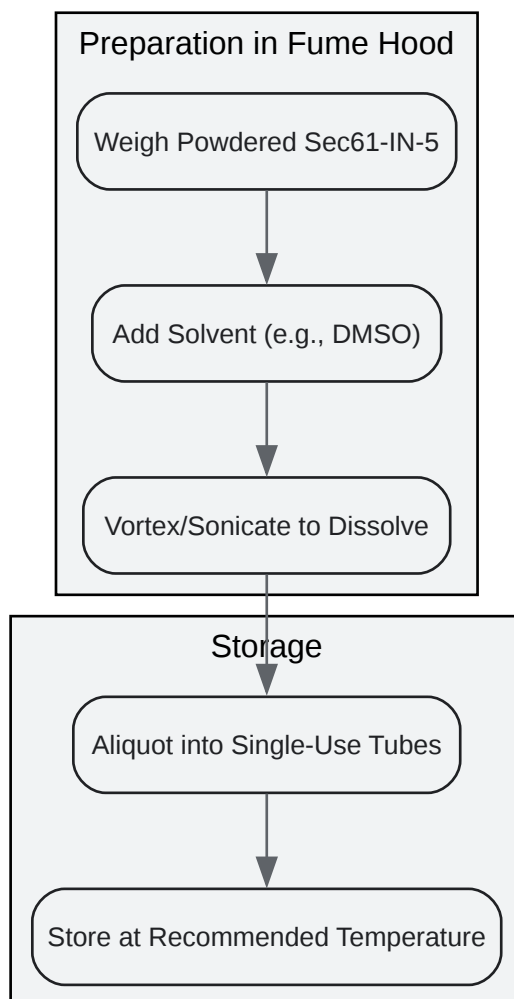 Preparation in Fume Hood
Weigh Powdered Sec61-IN-5
Add Solvent (e.g., DMSO)
Vortex/Sonicate to Dissolve
Storage
Aliquot into Single-Use Tubes
Store at Recommended Temperature